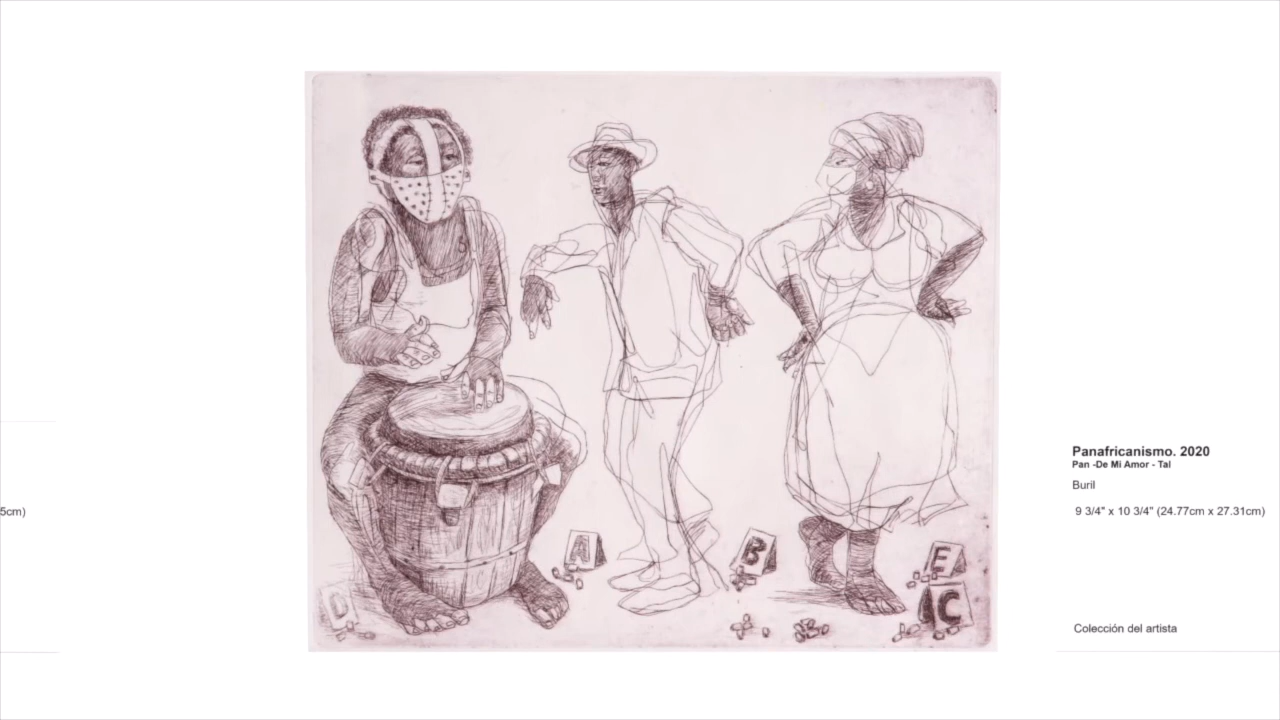 A
B
E
C
D
5cm)
Panafricanismo. 2020
Pan -De Mi Amor - Tal
Buril
9 3/4" x 10 3/4" (24.77cm x 27.31cm)
Colección del artista